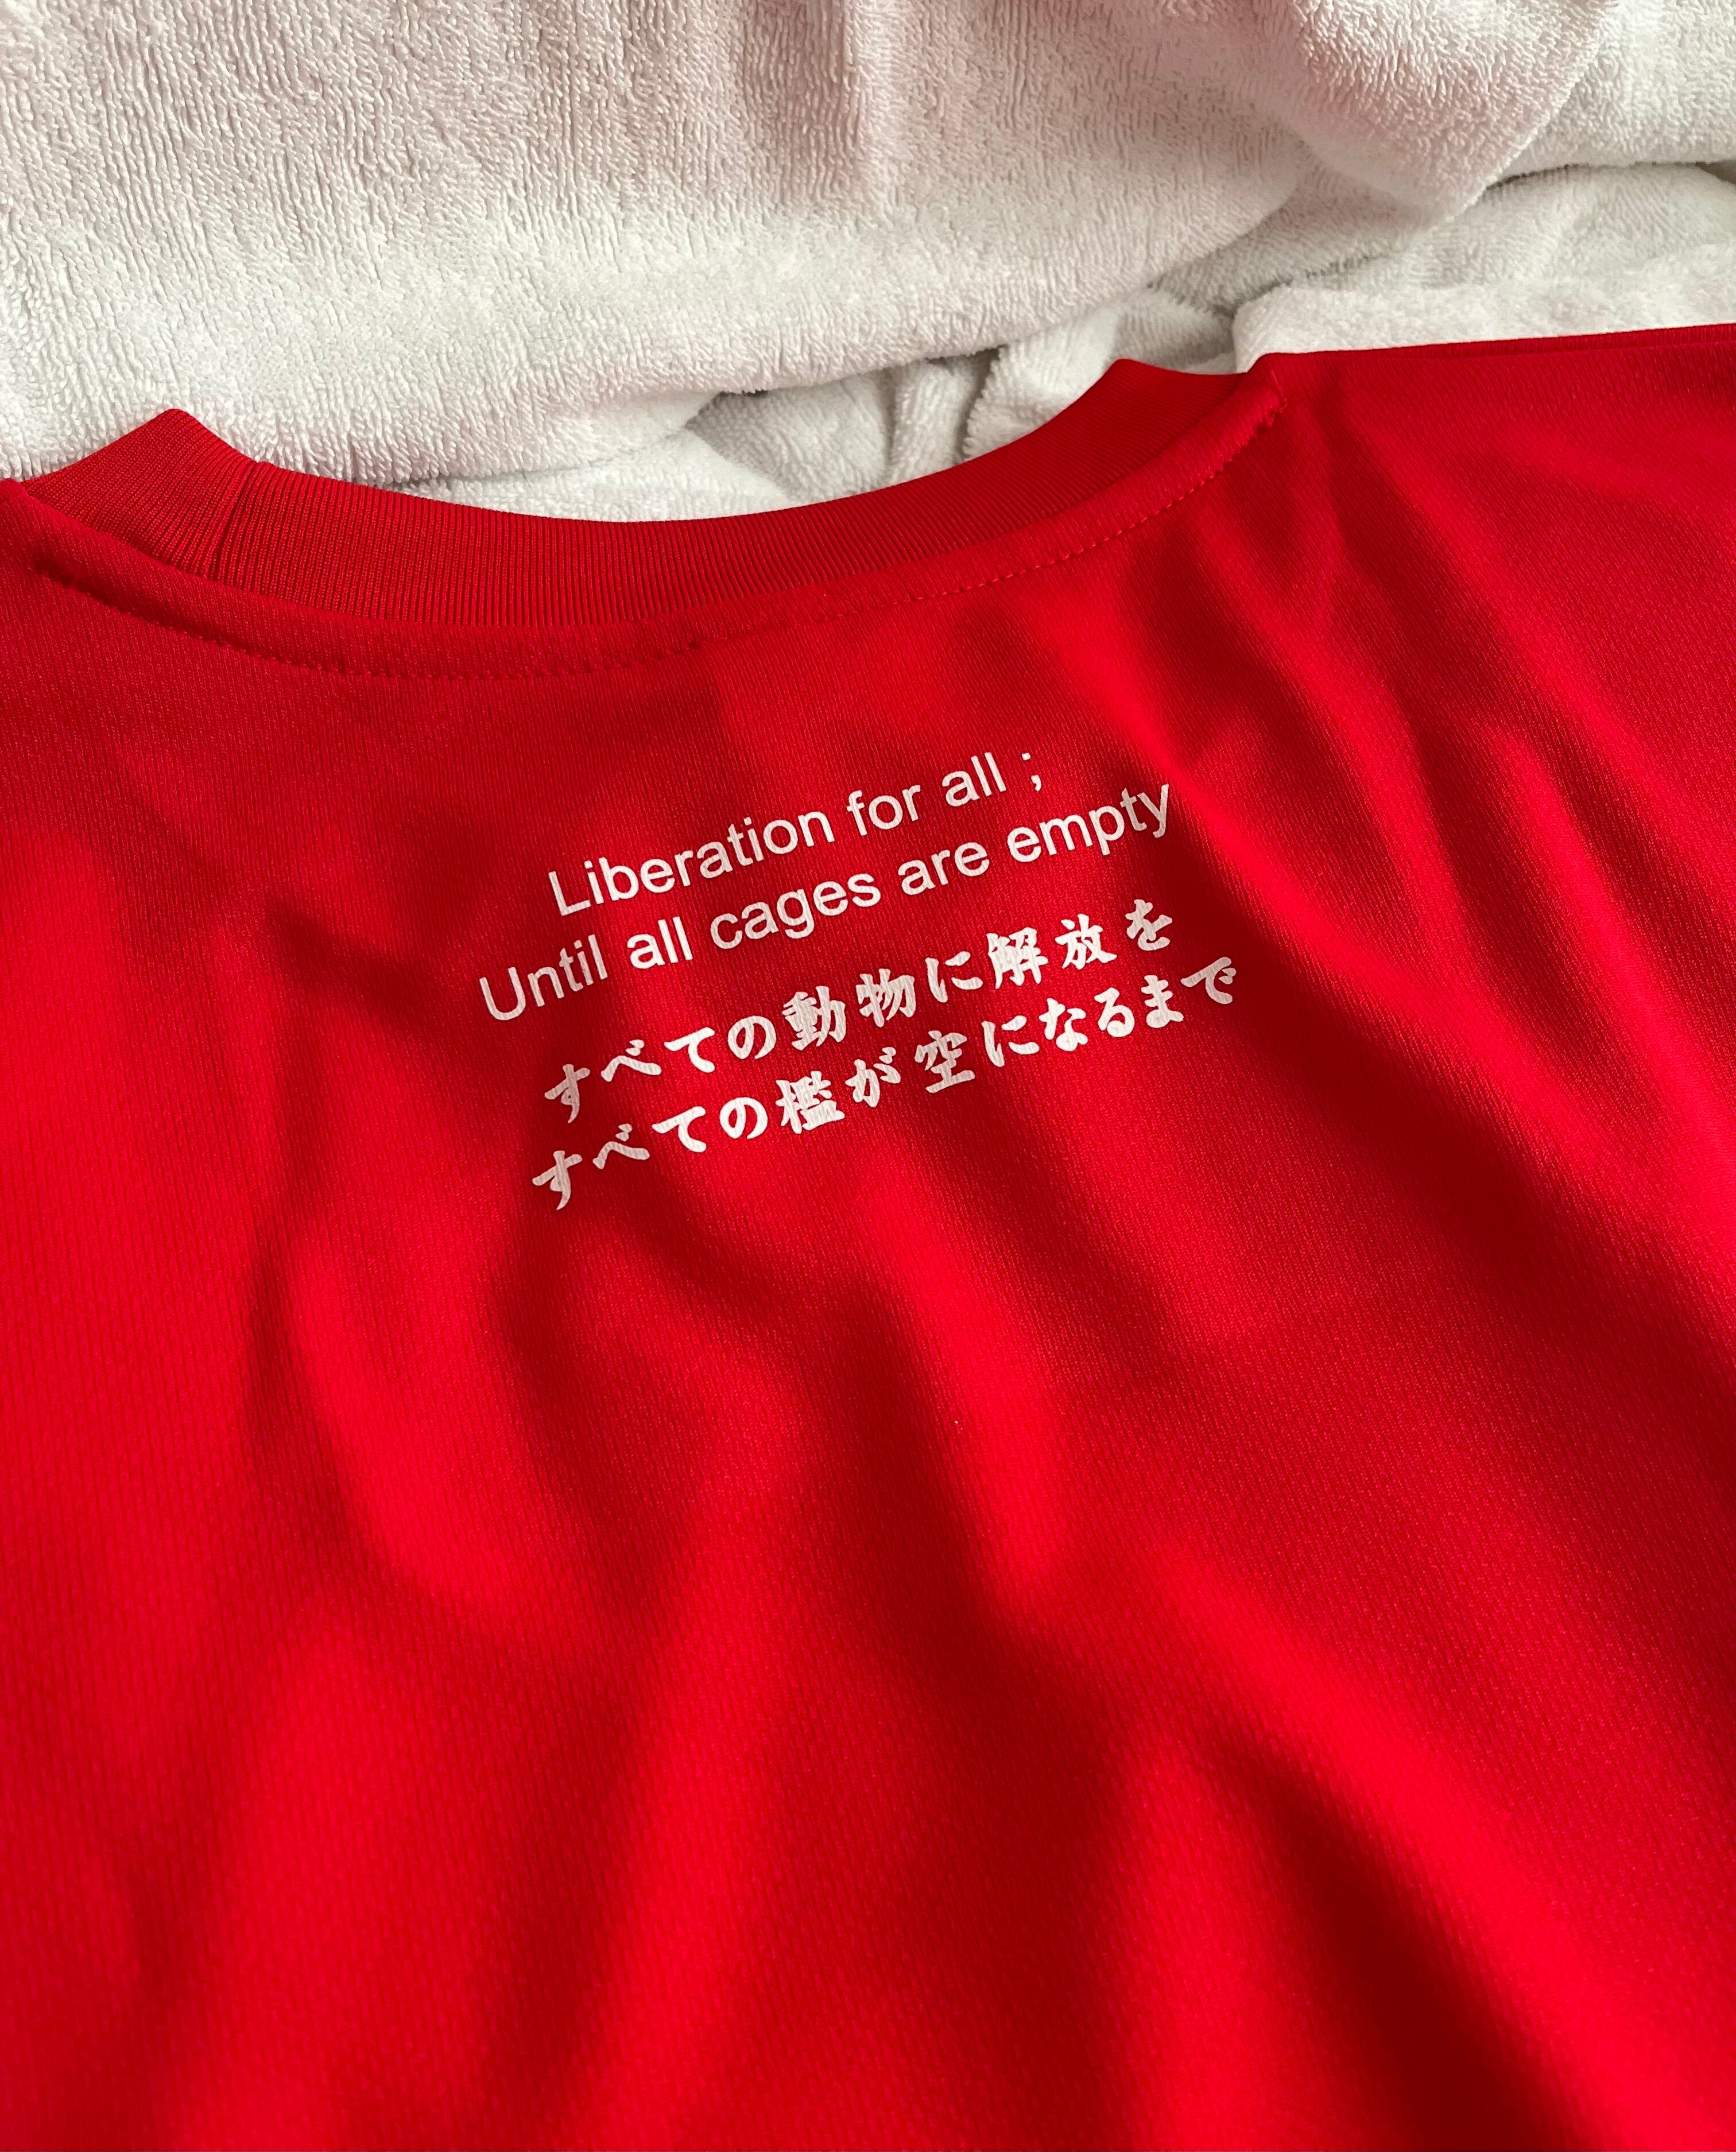 Liberation for all ;
Until all cages are empty
すべての動物に解放を
すべての檻が空になるまで